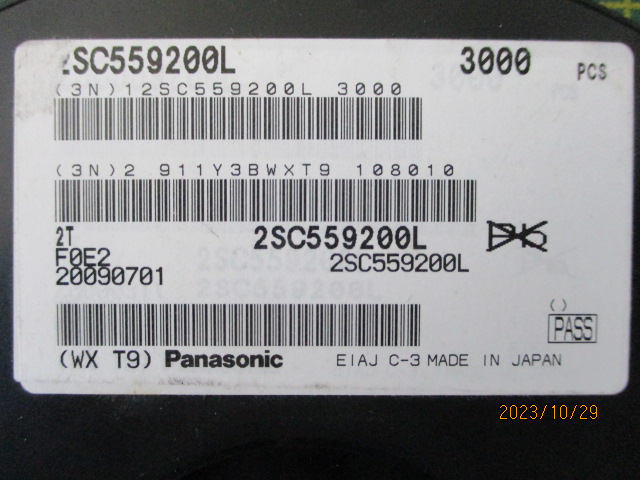 2SC559200L 3000 PCS
(3N)12SC559200L 3000
(3N)2 911Y3BWXT9 108010
2T 2SC559200L
F0E2 2SC559200L
20090701
( )
PASS
(WX T9) Panasonic EIAJ C-3 MADE IN JAPAN
2023/10/29